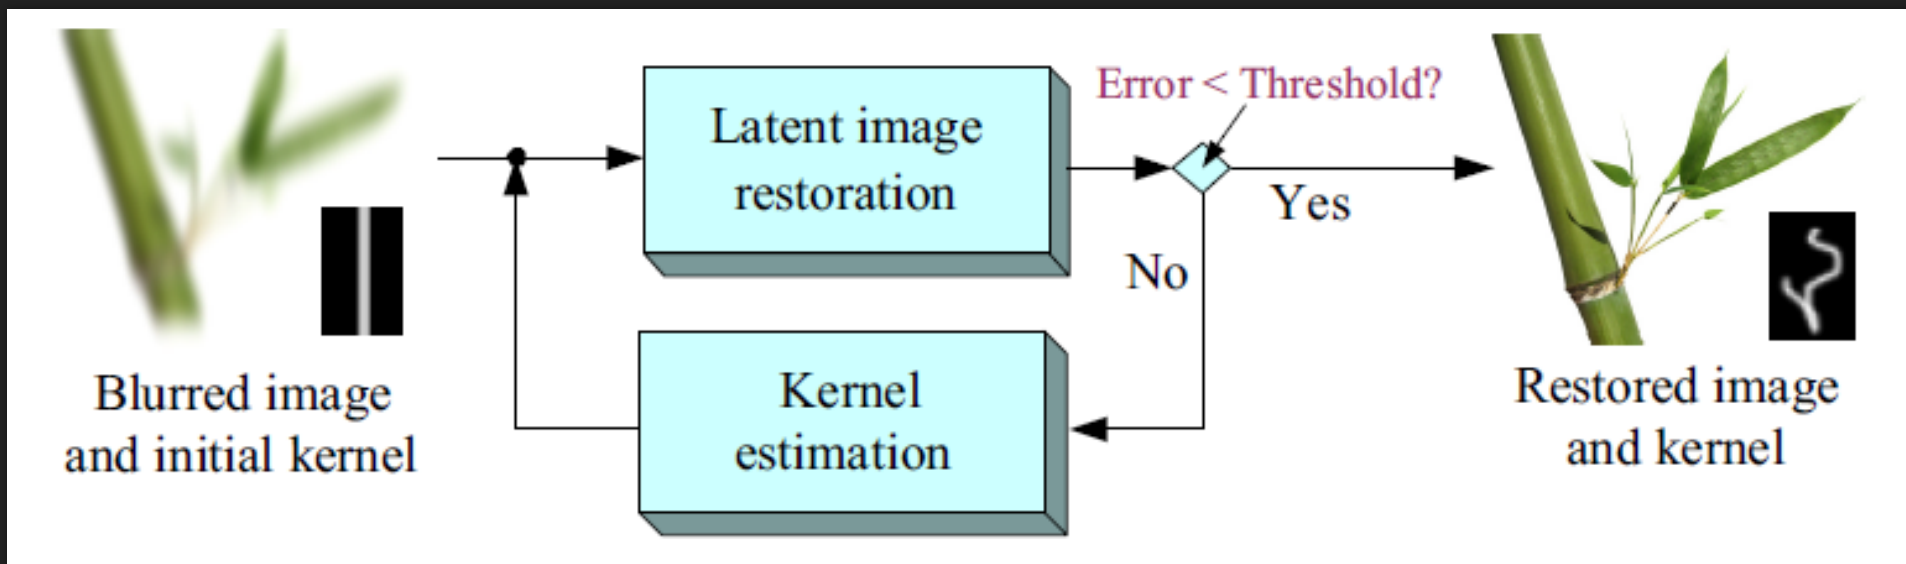 Blurred image
and initial kernel
Latent image
restoration
Error < Threshold?
Yes
No
Kernel
estimation
Restored image
and kernel